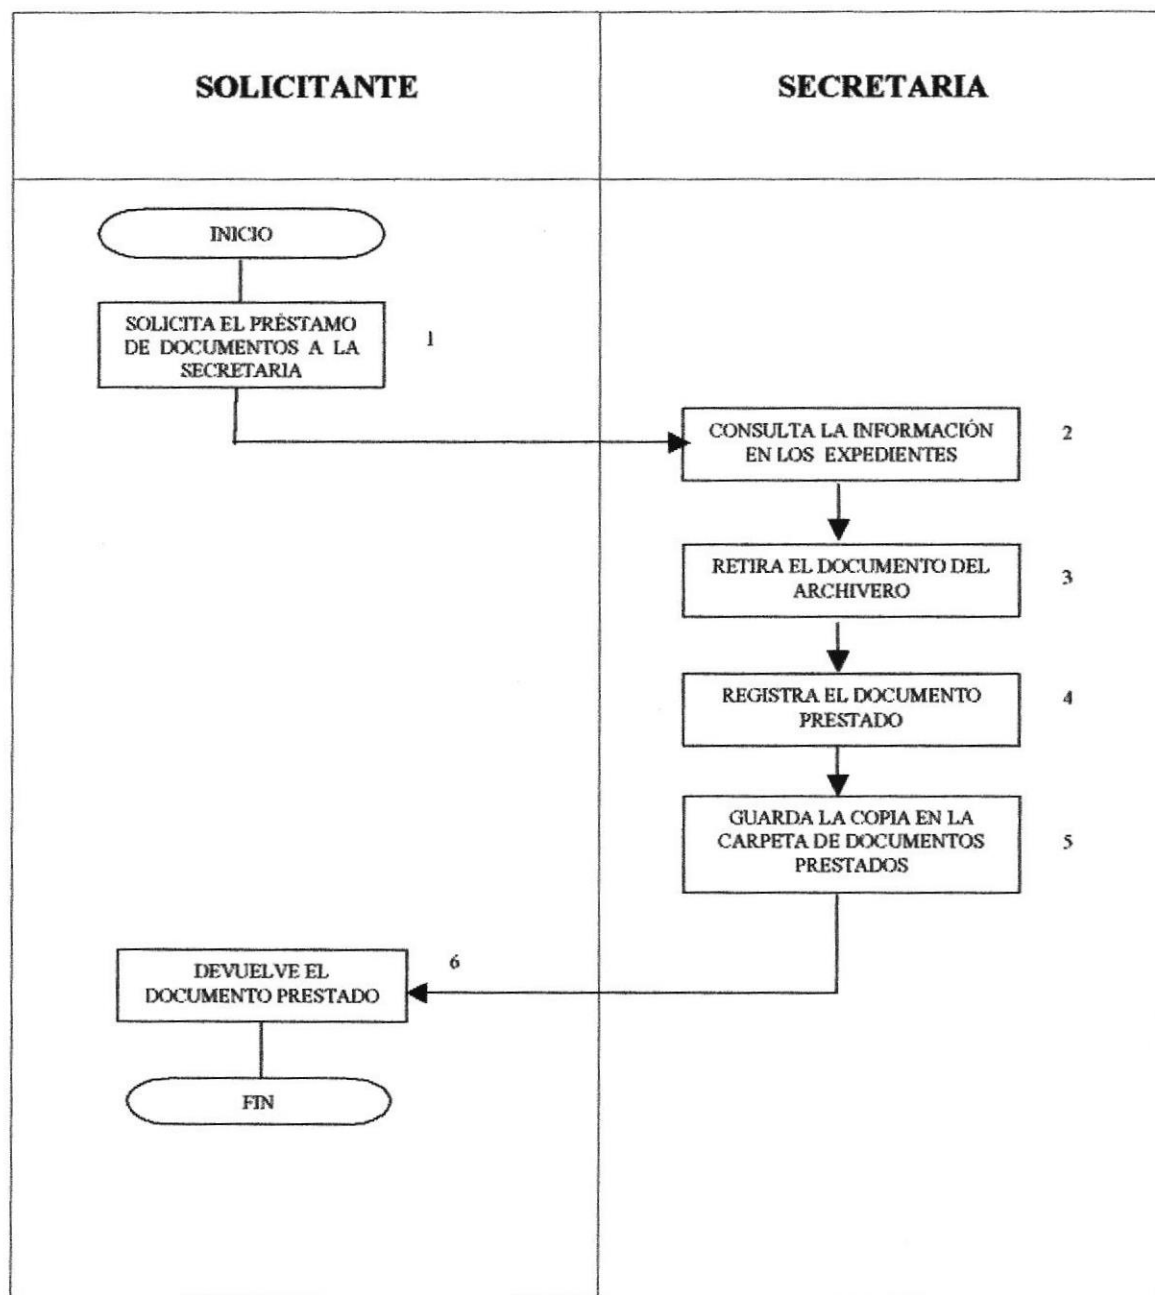 SOLICITANTE
SECRETARIA
INICIO
SOLICITA EL PRÉSTAMO
DE DOCUMENTOS A LA
SECRETARIA
1
CONSULTA LA INFORMACIÓN
EN LOS EXPEDIENTES
2
RETIRA EL DOCUMENTO DEL
ARCHIVERO
3
REGISTRA EL DOCUMENTO
PRESTADO
4
GUARDA LA COPIA EN LA
CARPETA DE DOCUMENTOS
PRESTADOS
5
DEVUELVE EL
DOCUMENTO PRESTADO
6
FIN